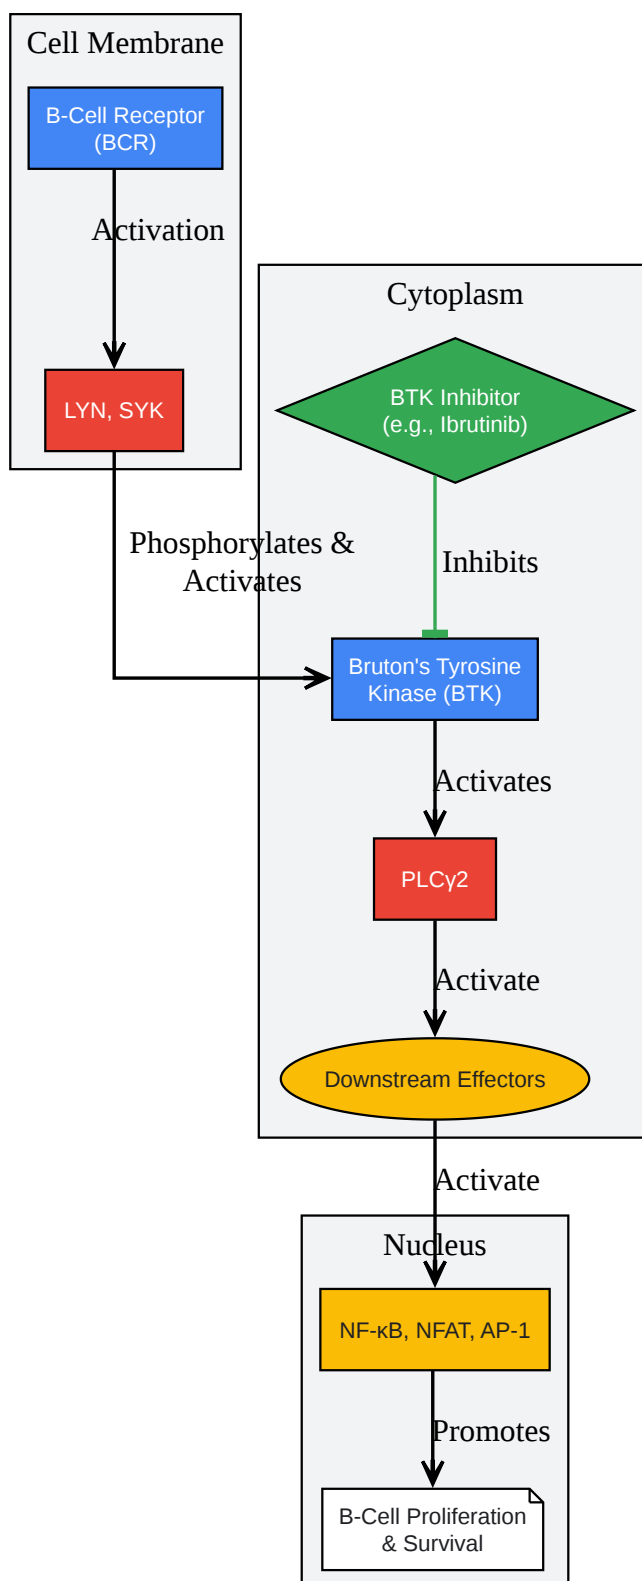 Cell Membrane
B-Cell Receptor
(BCR)
Activation
LYN, SYK
Cytoplasm
BTK Inhibitor
(e.g., Ibrutinib)
Phosphorylates &
Activates
Inhibits
Bruton's Tyrosine
Kinase (BTK)
Activates
PLCγ2
Activate
Downstream Effectors
Activate
Nucleus
NF-κB, NFAT, AP-1
Promotes
B-Cell Proliferation
& Survival